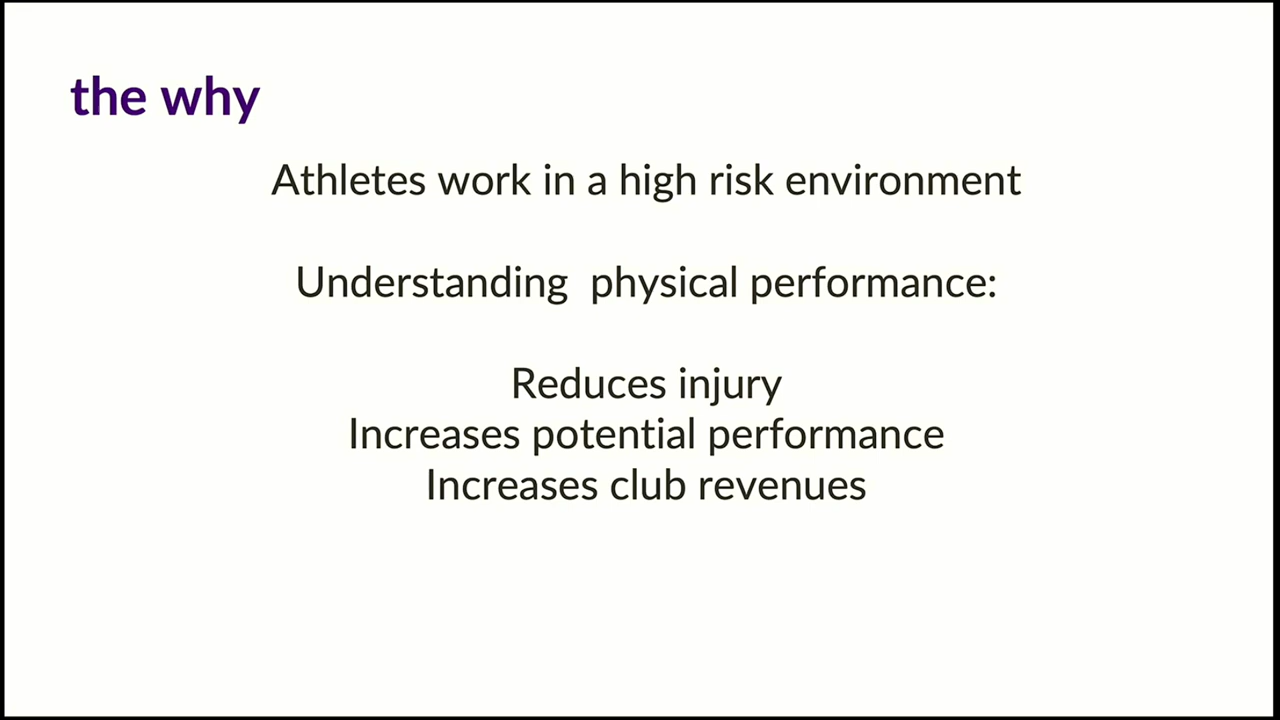 the why
Athletes work in a high risk environment
Understanding  physical performance:
Reduces injury
Increases potential performance
Increases club revenues